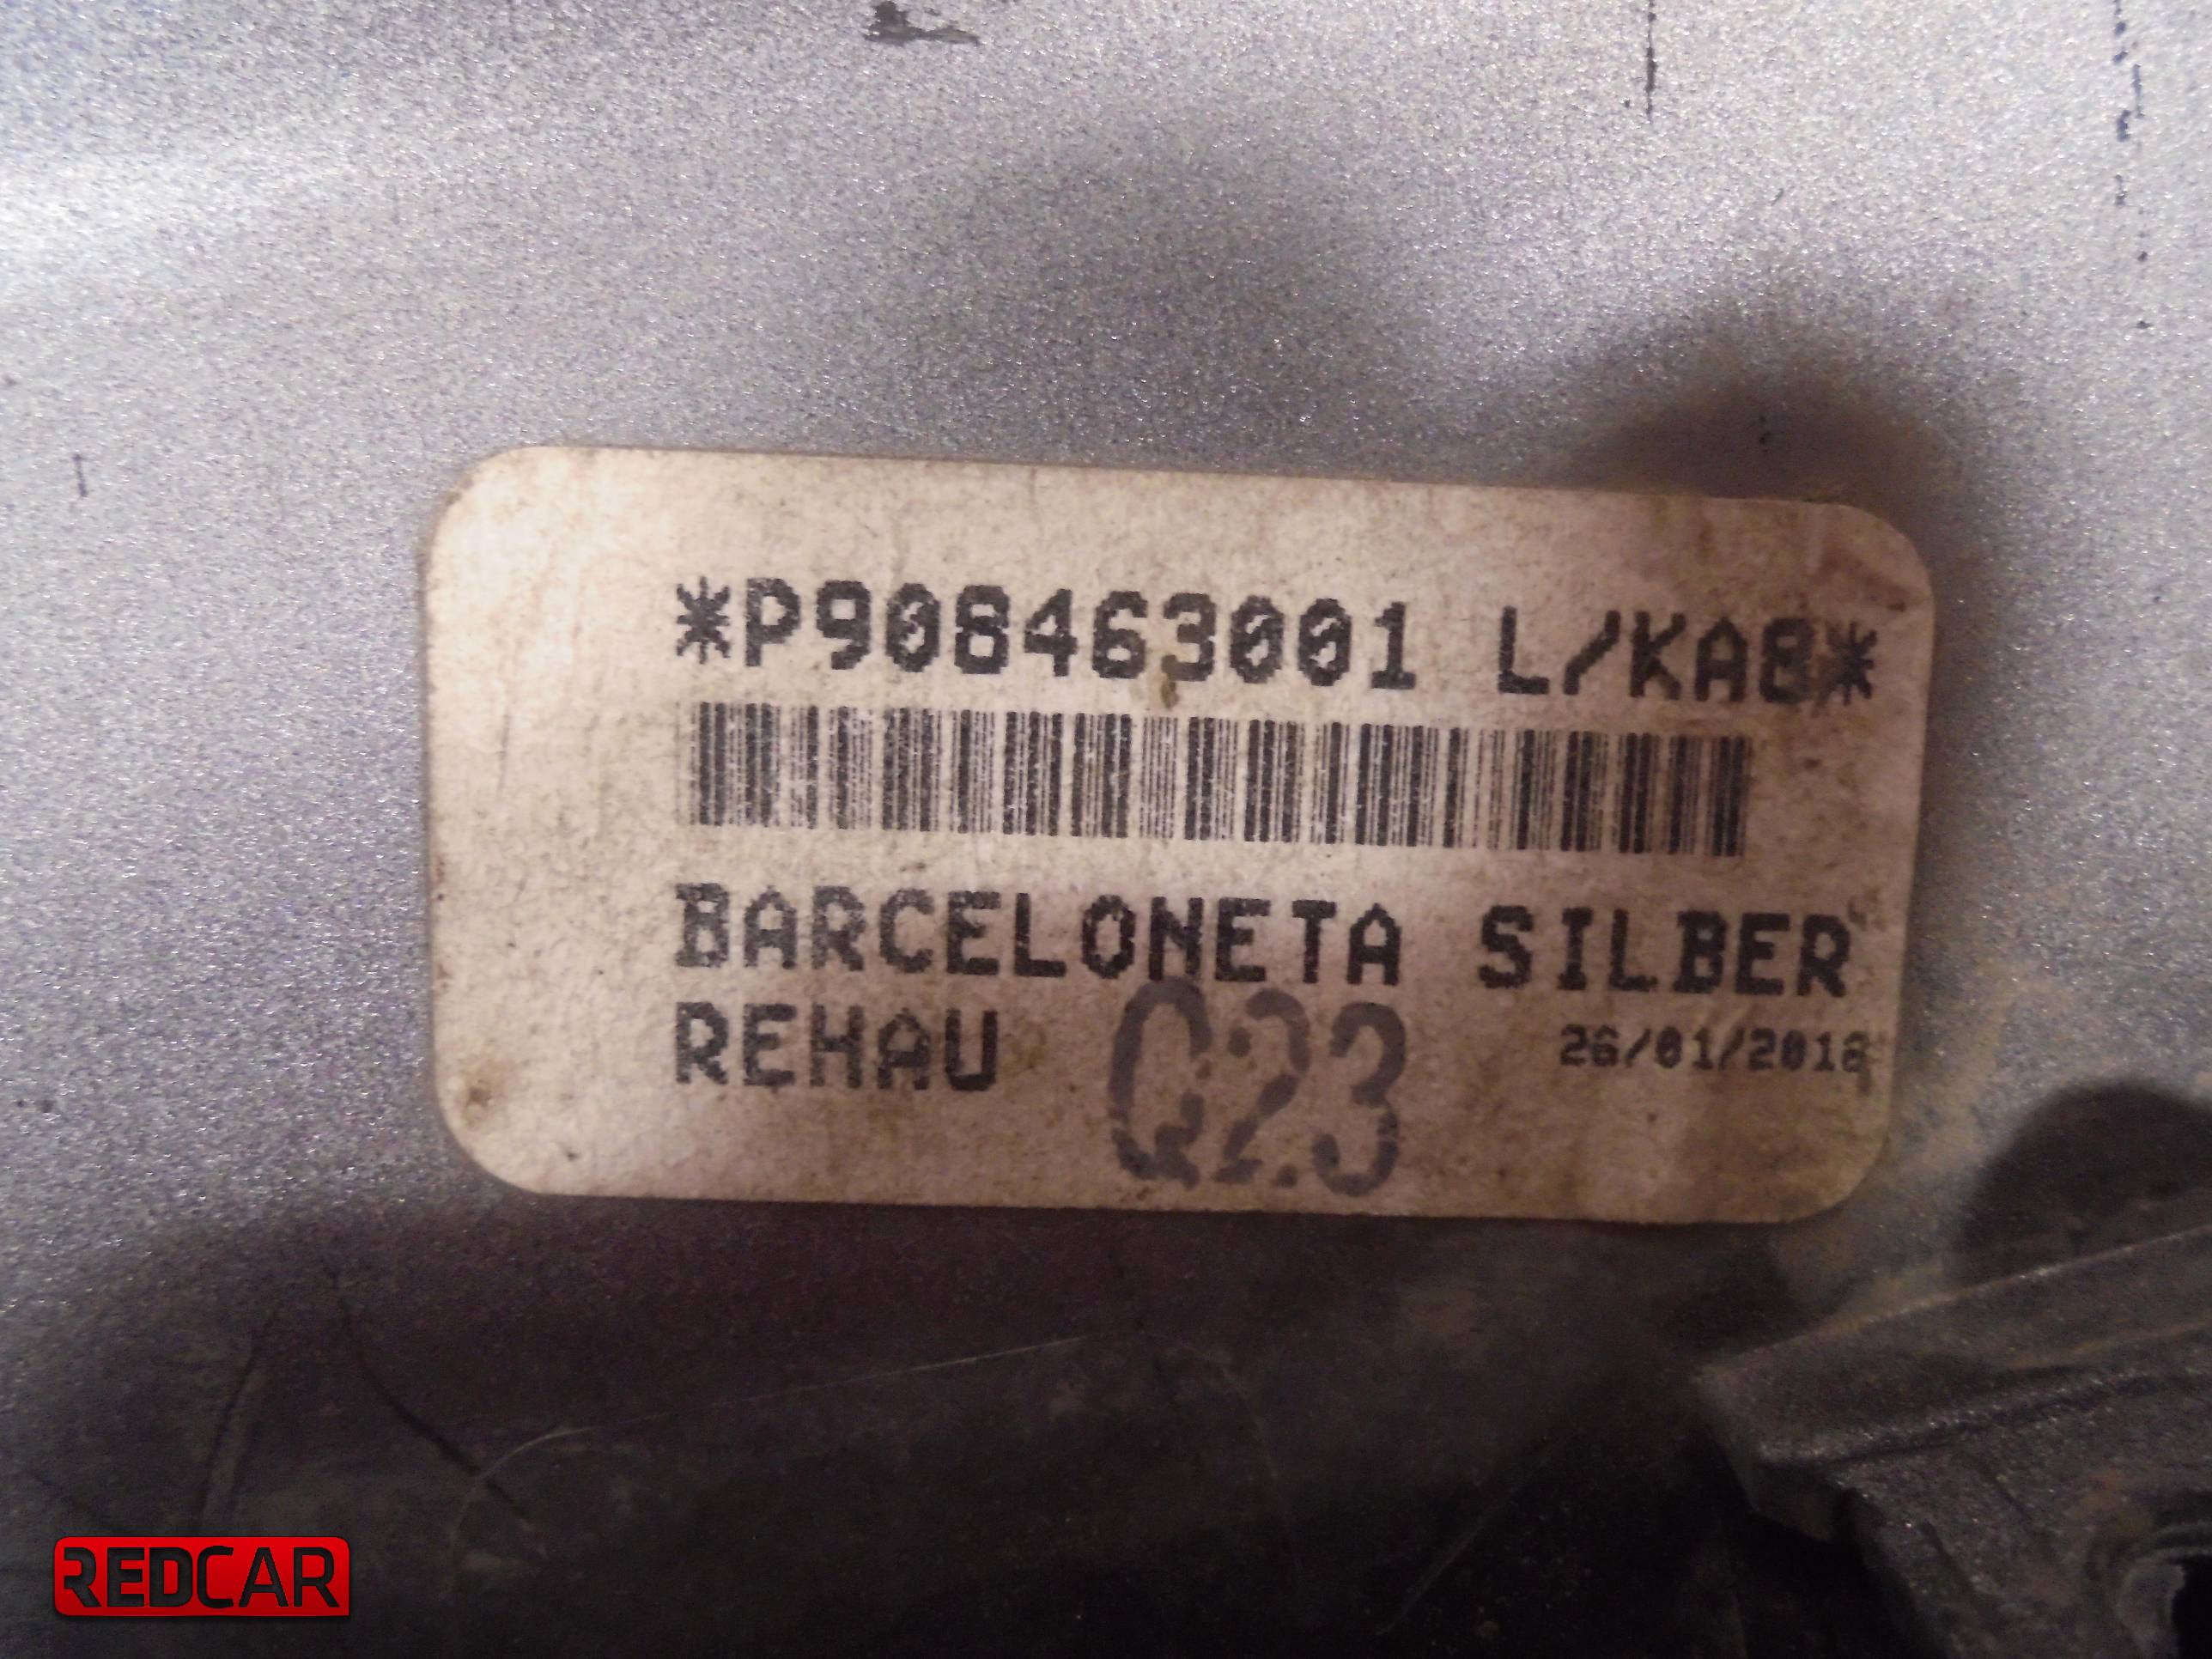 *P908463001 L/KA8*
BARCELONETA SILBER
REHAU Q23 26/01/2018
REDCAR